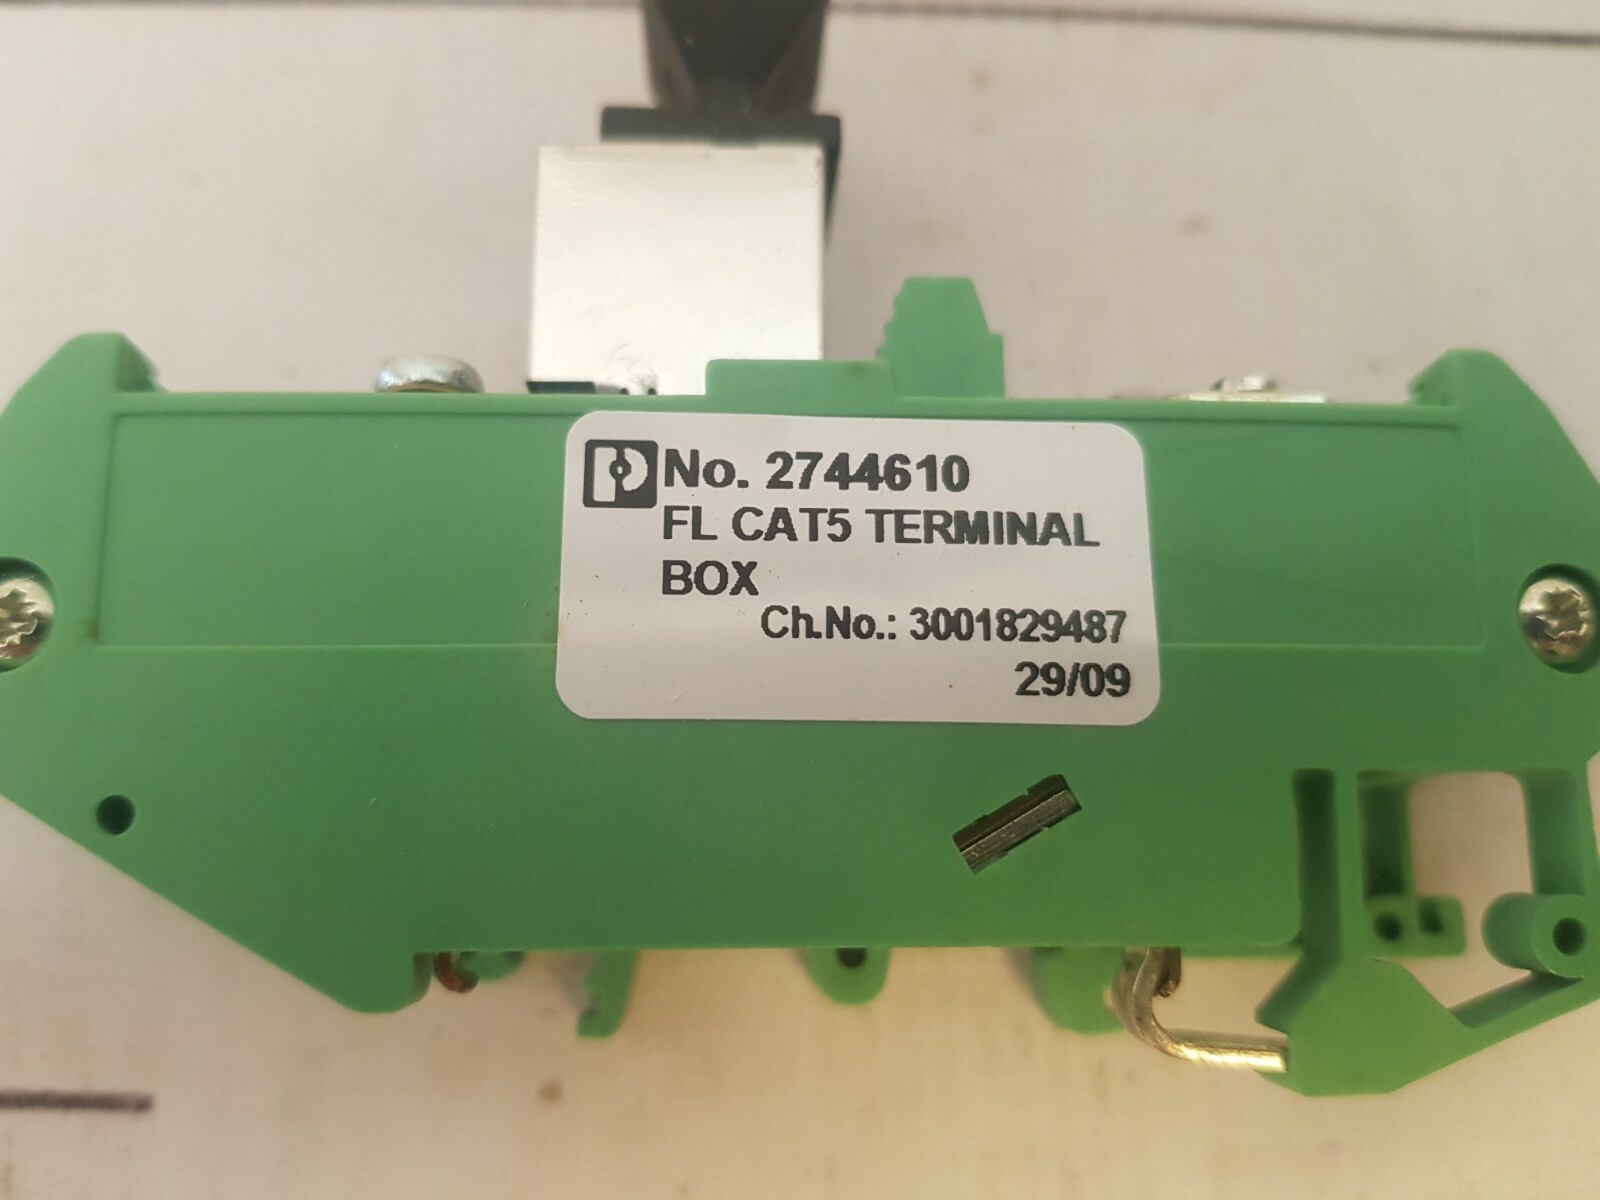 No. 2744610
FL CAT5 TERMINAL
BOX
Ch.No.: 3001829487
29/09